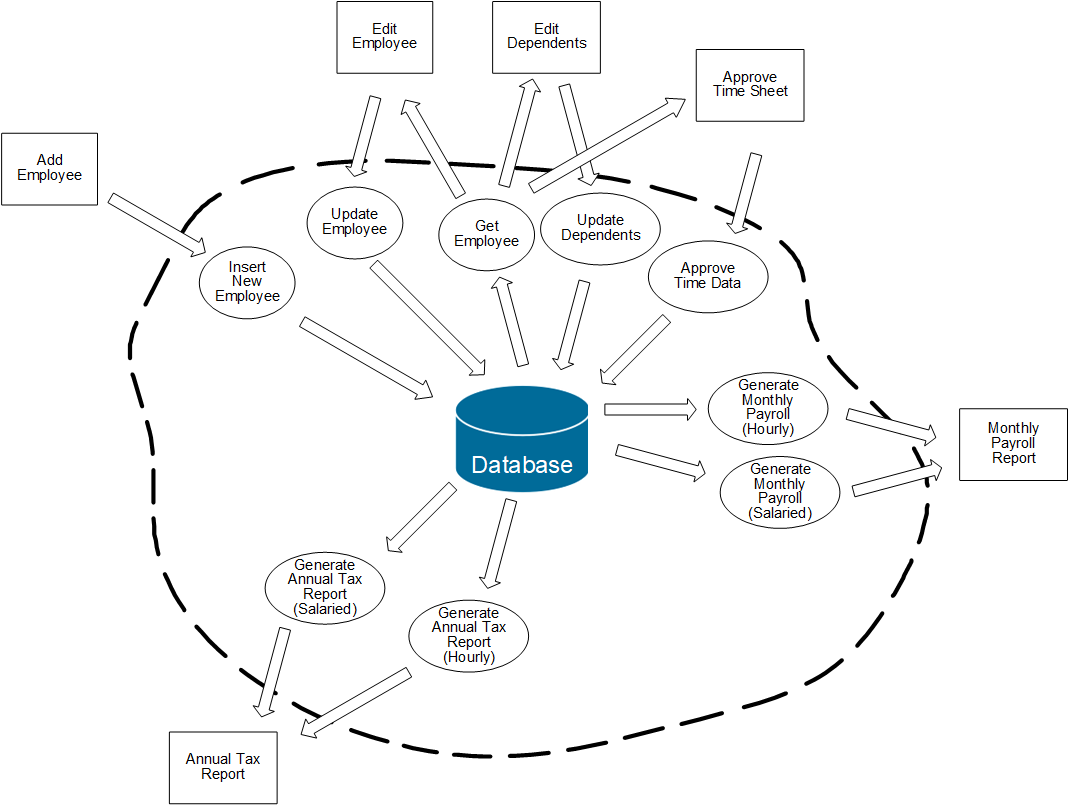 Edit
Employee
Edit
Dependents
Approve
Time Sheet
Add
Employee
Update
Employee
Get
Employee
Update
Dependents
Insert
New
Employee
Approve
Time Data
Generate
Monthly
Payroll
(Hourly)
Monthly
Payroll
Report
Database
Generate
Monthly
Payroll
(Salaried)
Generate
Annual Tax
Report
(Salaried)
Generate
Annual Tax
Report
(Hourly)
Annual Tax
Report